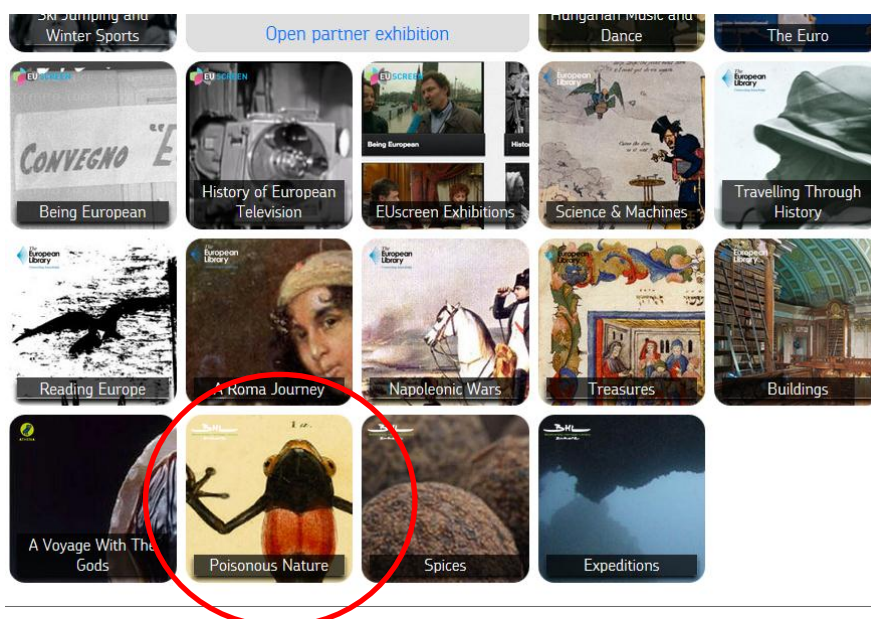 Ski Jumping and
Winter Sports
Open partner exhibition
Hungarian Music and
Dance
The Euro
EUSCREEN
CONVEGNO "E
Being European
EUSCREEN
History of European
Television
EUSCREEN
Being European
Histo
EUscreen Exhibitions
The
European
Library
Science & Machines
The
European
Library
Travelling Through
History
The
European
Library
Reading Europe
The
European
Library
A Roma Journey
The
European
Library
Napoleonic Wars
The
European
Library
Treasures
The
European
Library
Buildings
ATHENA
A Voyage With The
Gods
BHL
1a.
Poisonous Nature
BHL
Spices
BHL
Expeditions